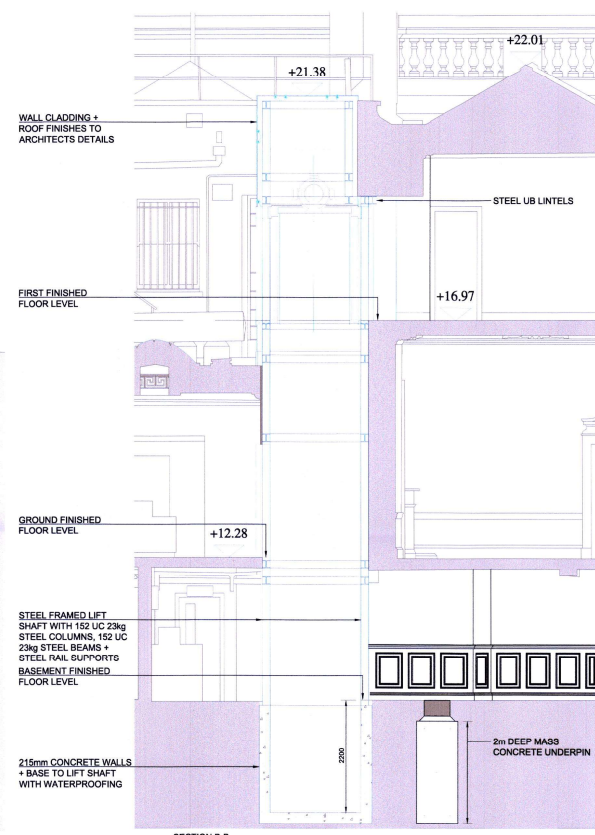 +22.01
+21.38
WALL CLADDING +
ROOF FINISHES TO
ARCHITECTS DETAILS
STEEL UB LINTELS
FIRST FINISHED
FLOOR LEVEL
+16.97
GROUND FINISHED
FLOOR LEVEL
+12.28
STEEL FRAMED LIFT
SHAFT WITH 152 UC 23kg
STEEL COLUMNS, 152 UC
23kg STEEL BEAMS +
STEEL RAIL SUPPORTS
BASEMENT FINISHED
FLOOR LEVEL
2200
2m DEEP MASS
CONCRETE UNDERPIN
215mm CONCRETE WALLS
+ BASE TO LIFT SHAFT
WITH WATERPROOFING